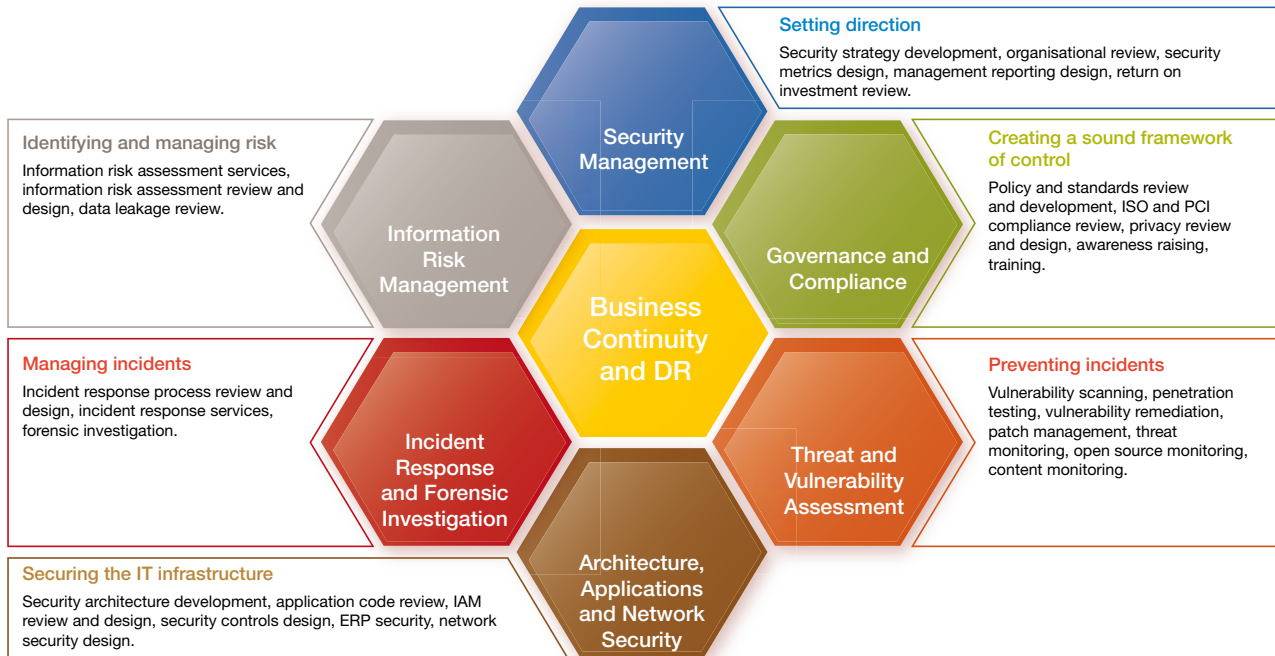 Setting direction
Security strategy development, organisational review, security
metrics design, management reporting design, return on
investment review.
Security
Management
Identifying and managing risk
Information risk assessment services,
information risk assessment review and
design, data leakage review.
Information
Risk
Management
Creating a sound framework
of control
Policy and standards review
and development, ISO and PCI
compliance review, privacy review
and design, awareness raising,
training.
Governance and
Compliance
Business
Continuity
and DR
Managing incidents
Incident response process review and
design, incident response services,
forensic investigation.
Incident
Response
and Forensic
Investigation
Preventing incidents
Vulnerability scanning, penetration
testing, vulnerability remediation,
patch management, threat
monitoring, open source monitoring,
content monitoring.
Threat and
Vulnerability
Assessment
Securing the IT infrastructure
Security architecture development, application code review, IAM
review and design, security controls design, ERP security, network
security design.
Architecture,
Applications
and Network
Security